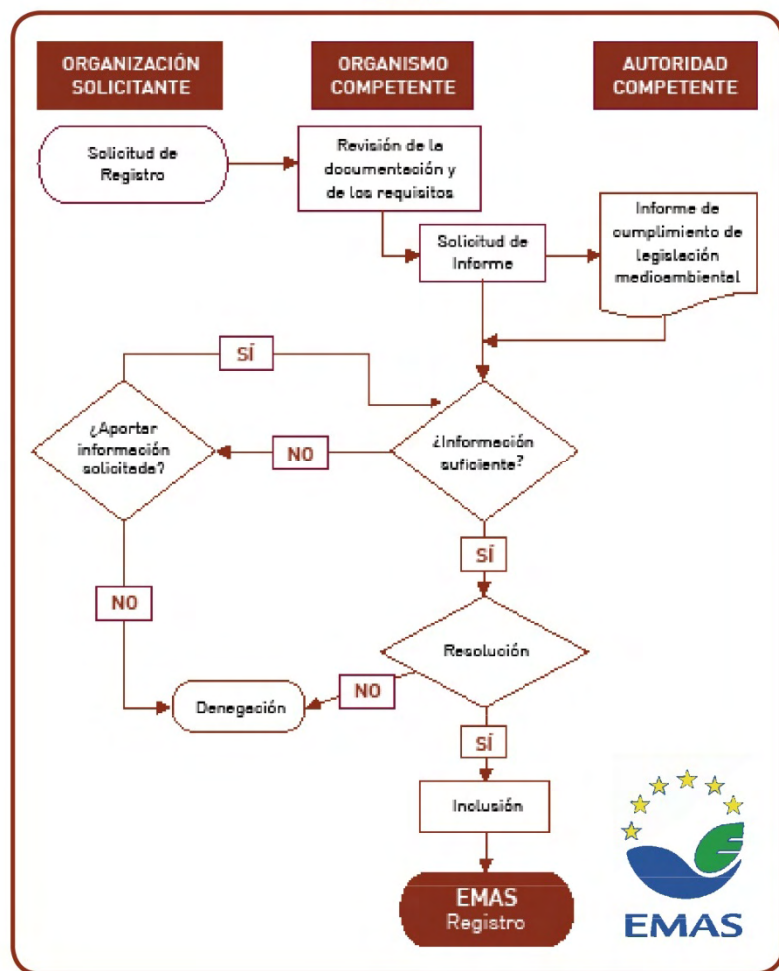 ORGANIZACIÓN
SOLICITANTE
ORGANISMO
COMPETENTE
AUTORIDAD
COMPETENTE
Solicitud de
Registro
Revisión de la
documentación y
de los requisitos
Solicitud de
Informe
Informe de
cumplimiento de
legislación
medioambiental
SÍ
¿Aportar
información
solicitada?
NO
¿Información
suficiente?
SÍ
NO
Resolución
NO
Denegación
SÍ
Inclusión
EMAS
Registro
EMAS